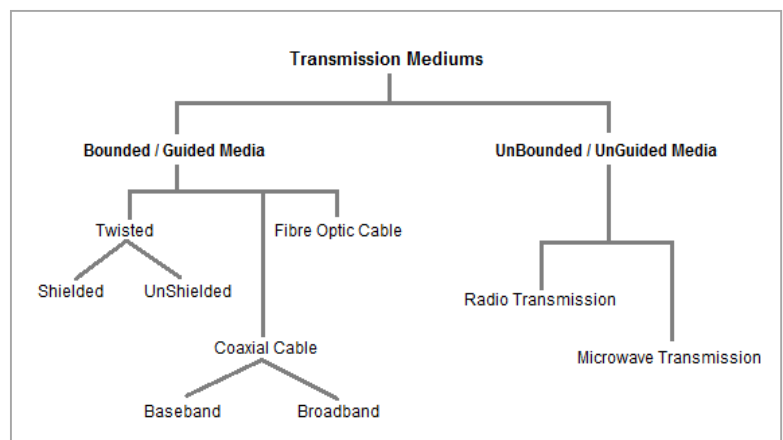 Transmission Mediums
Bounded / Guided Media
UnBounded / UnGuided Media
Twisted
Fibre Optic Cable
Shielded
UnShielded
Radio Transmission
Coaxial Cable
Microwave Transmission
Baseband
Broadband